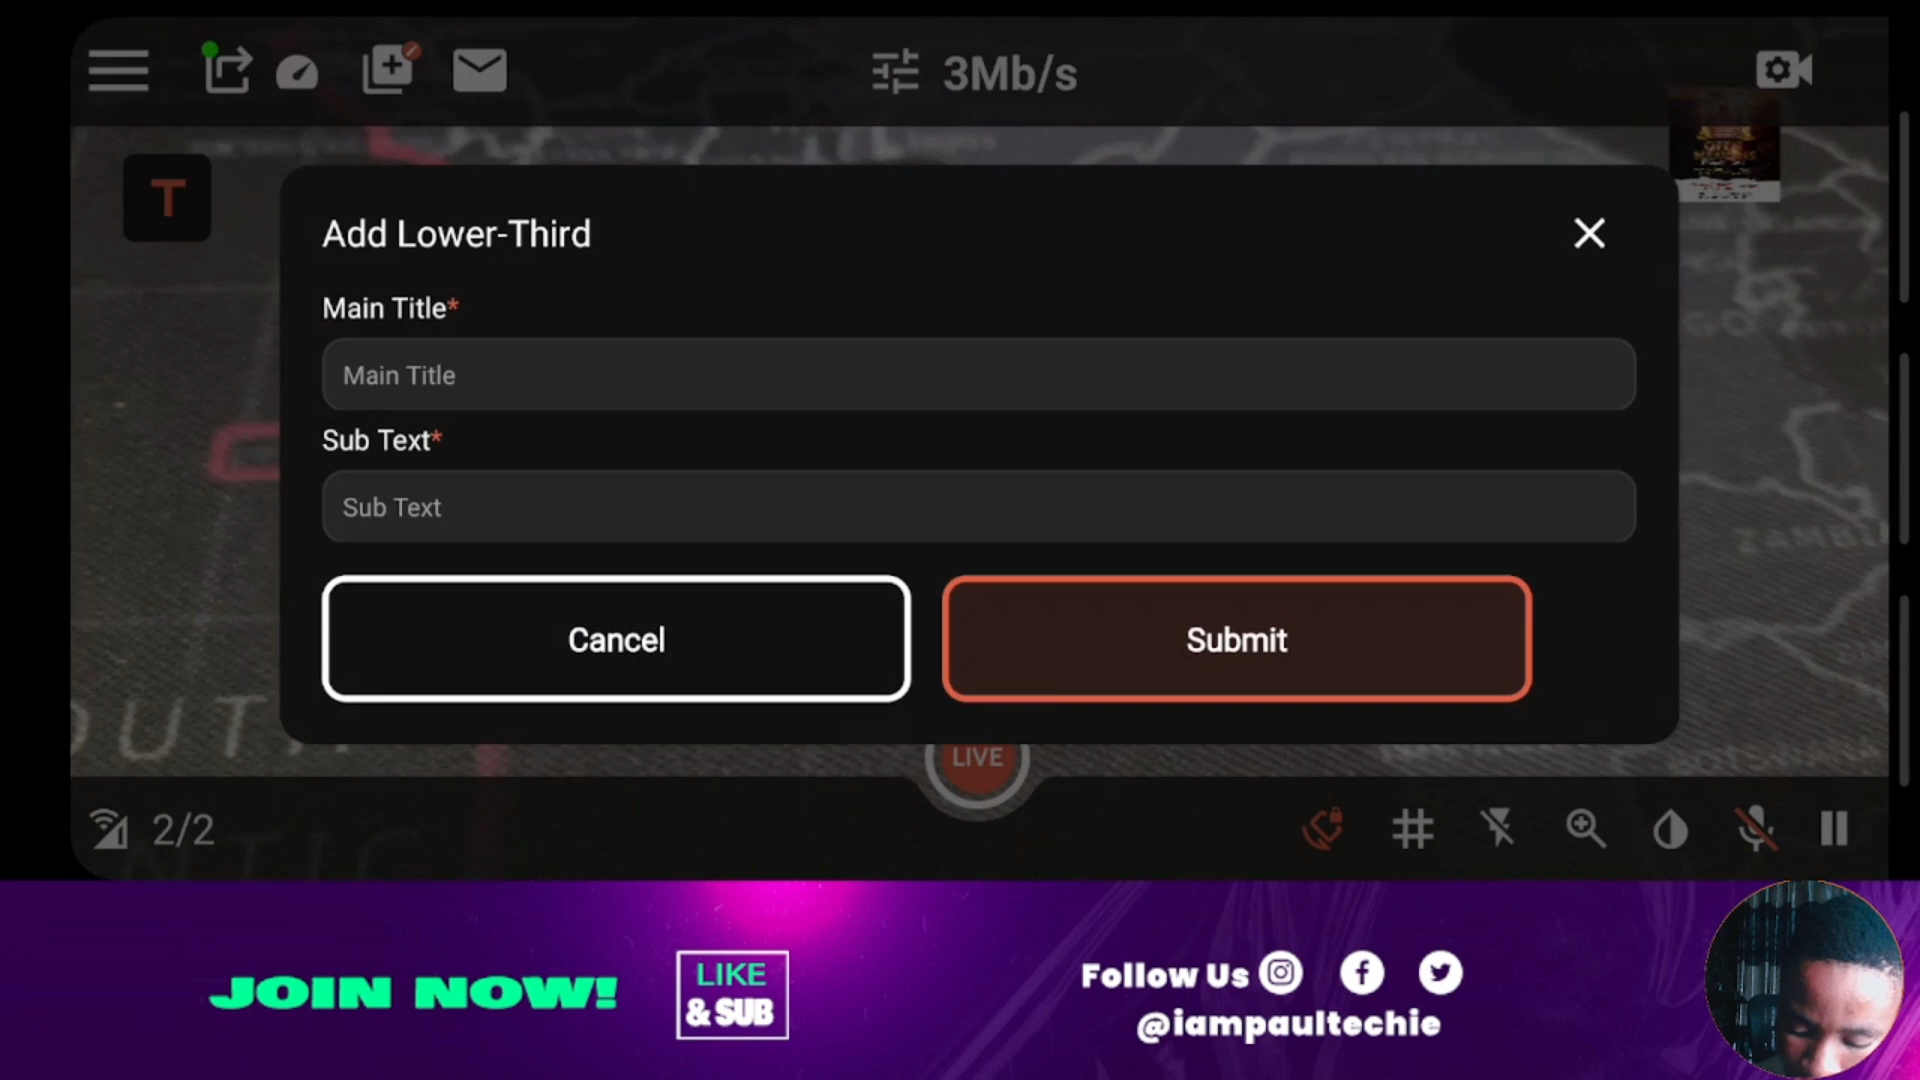 3Mb/s
T
Add Lower-Third
Main Title*
Main Title
Sub Text*
Sub Text
Cancel
Submit
LIVE
2/2
JOIN NOW!
LIKE
& SUB
Follow Us
@iampaultechie